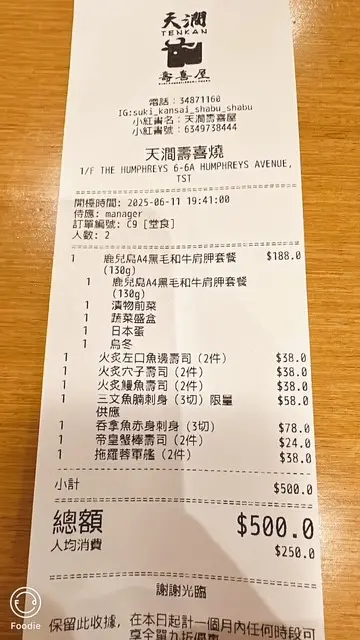 天澗
TENKAN
壽喜屋
電話:34871160
IG:suki_kansai_shabu_shabu
小紅書名:天澗壽喜屋
小紅書號:6349738444
天澗壽喜燒
1/F THE HUMPHREYS 6-6A HUMPHREYS AVENUE,
TST
開檯時間: 2025-06-11 19:41:00
侍應: manager
訂單編號: C9 [堂食]
人數: 2
1 鹿兒島A4黑毛和牛肩胛套餐 $188.0
(130g)
1 鹿兒島A4黑毛和牛肩胛套餐
(130g)
1 漬物前菜
1 蔬菜盛盒
1 日本蛋
1 烏冬
1 火炙左口魚邊壽司 (2件) $38.0
1 火炙穴子壽司 (2件) $38.0
1 火炙鰻魚壽司 (2件) $38.0
1 三文魚腩刺身 (3切) 限量 $58.0
供應
1 吞拿魚赤身刺身 (3切) $78.0
1 帝皇蟹棒壽司 (2件) $24.0
1 拖羅蓉軍艦 (2件) $38.0
小計 $500.0
總額 $500.0
人均消費 $250.0
謝謝光臨
保留此收據, 在本日起計一個月內任何時段可
享全單九折優惠
Foodie